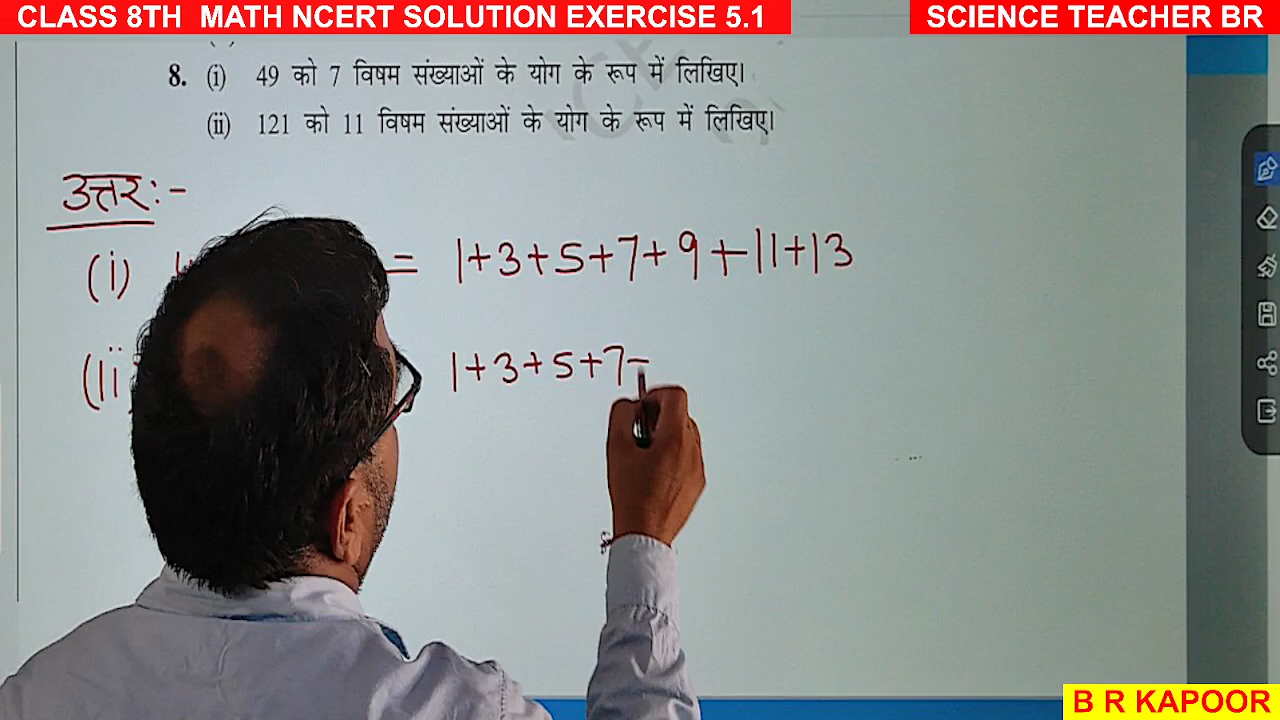 CLASS 8TH MATH NCERT SOLUTION EXERCISE 5.1
SCIENCE TEACHER BR
8. (i) 49 को 7 विषम संख्याओं के योग के रूप में लिखिए।
(ii) 121 को 11 विषम संख्याओं के योग के रूप में लिखिए।
उत्तर:-
(i) = 1+3+5+7+9+11+13
(ii 1+3+5+7-
B R KAPOOR